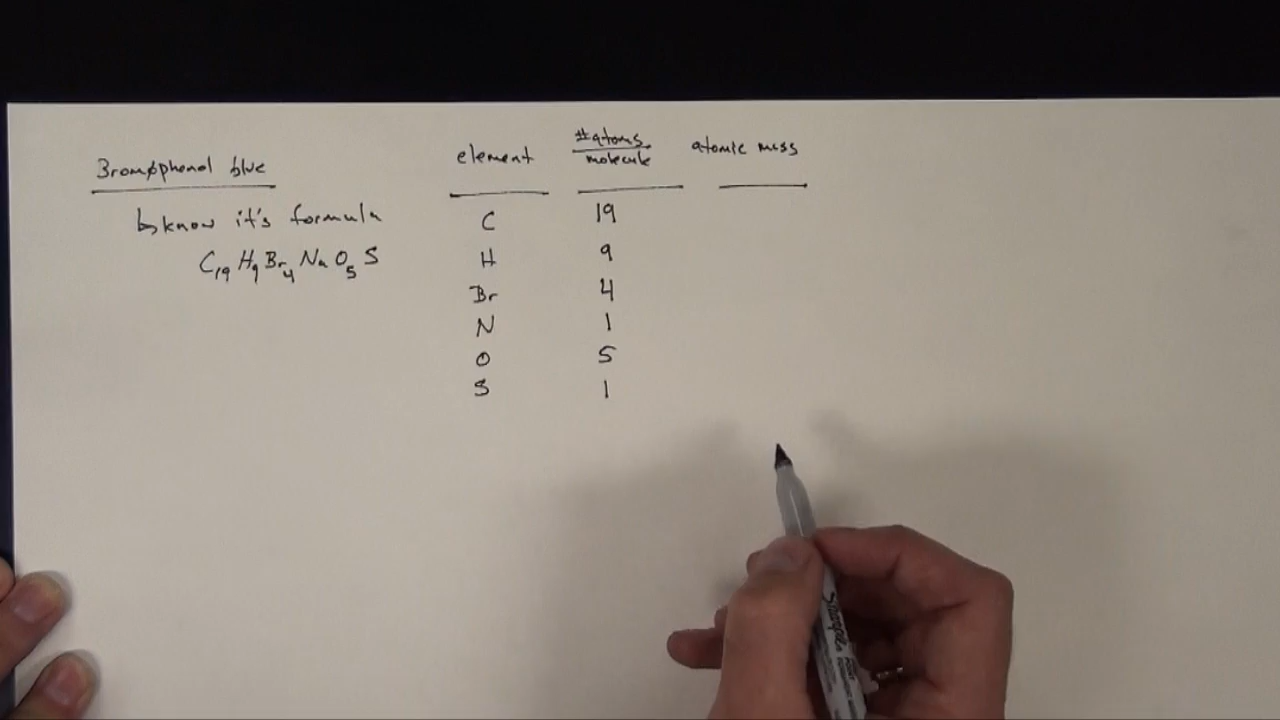 Bromophenol blue
↳ know it's formula
C₁₉ H₉ Br₄ Na O₅ S
element #atoms/molecule atomic mass
C 19
H 9
Br 4
N 1
O 5
S 1
Sharpie